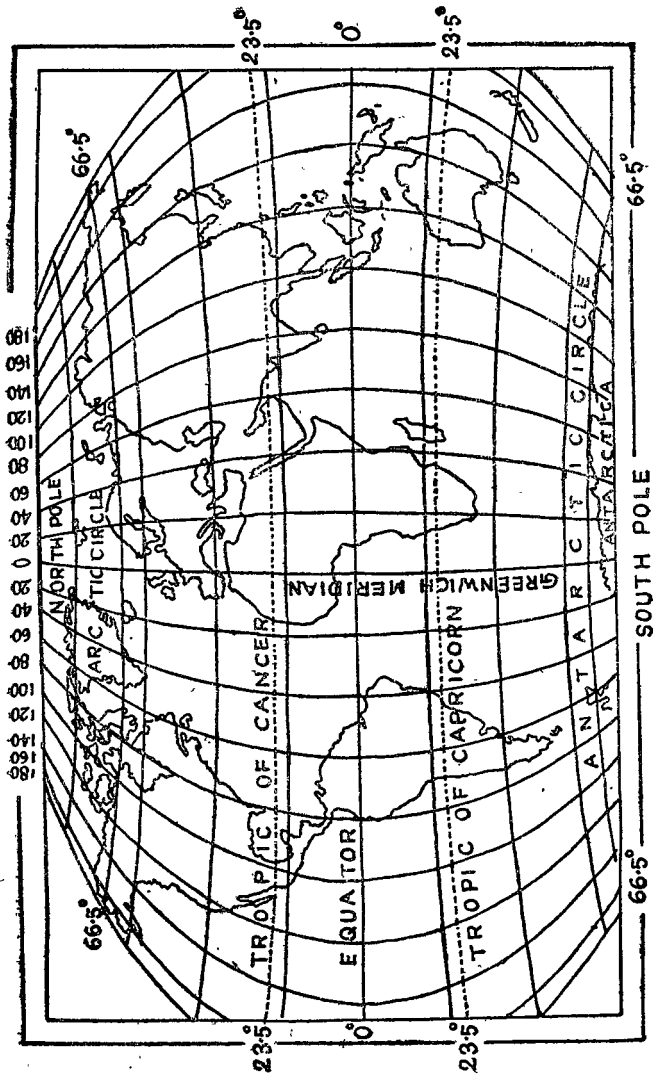 180 160 140 120 100 80 60 40 20 0 20 40 60 80 100 120 140 160 180
NORTH POLE
66·5° 66·5°
ARCTIC CIRCLE
23·5° TROPIC OF CANCER 23·5°
GREENWICH MERIDIAN
0° EQUATOR 0°
23·5° TROPIC OF CAPRICORN 23·5°
ANTARCTIC CIRCLE
ANTARCTICA
66·5° 66·5°
SOUTH POLE